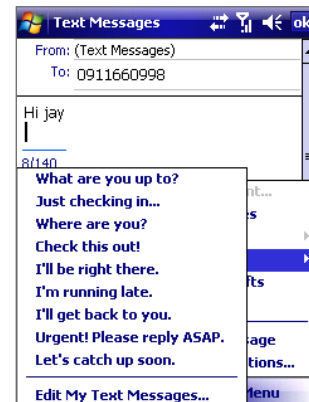 Text Messages
ok
From: (Text Messages)
To: 0911660998
Hi jay
8/140
What are you up to?
Just checking in...
Where are you?
Check this out!
I'll be right there.
I'm running late.
I'll get back to you.
Urgent! Please reply ASAP.
Let's catch up soon.
Edit My Text Messages...
nt...
es
fts
sage
tions...
Menu